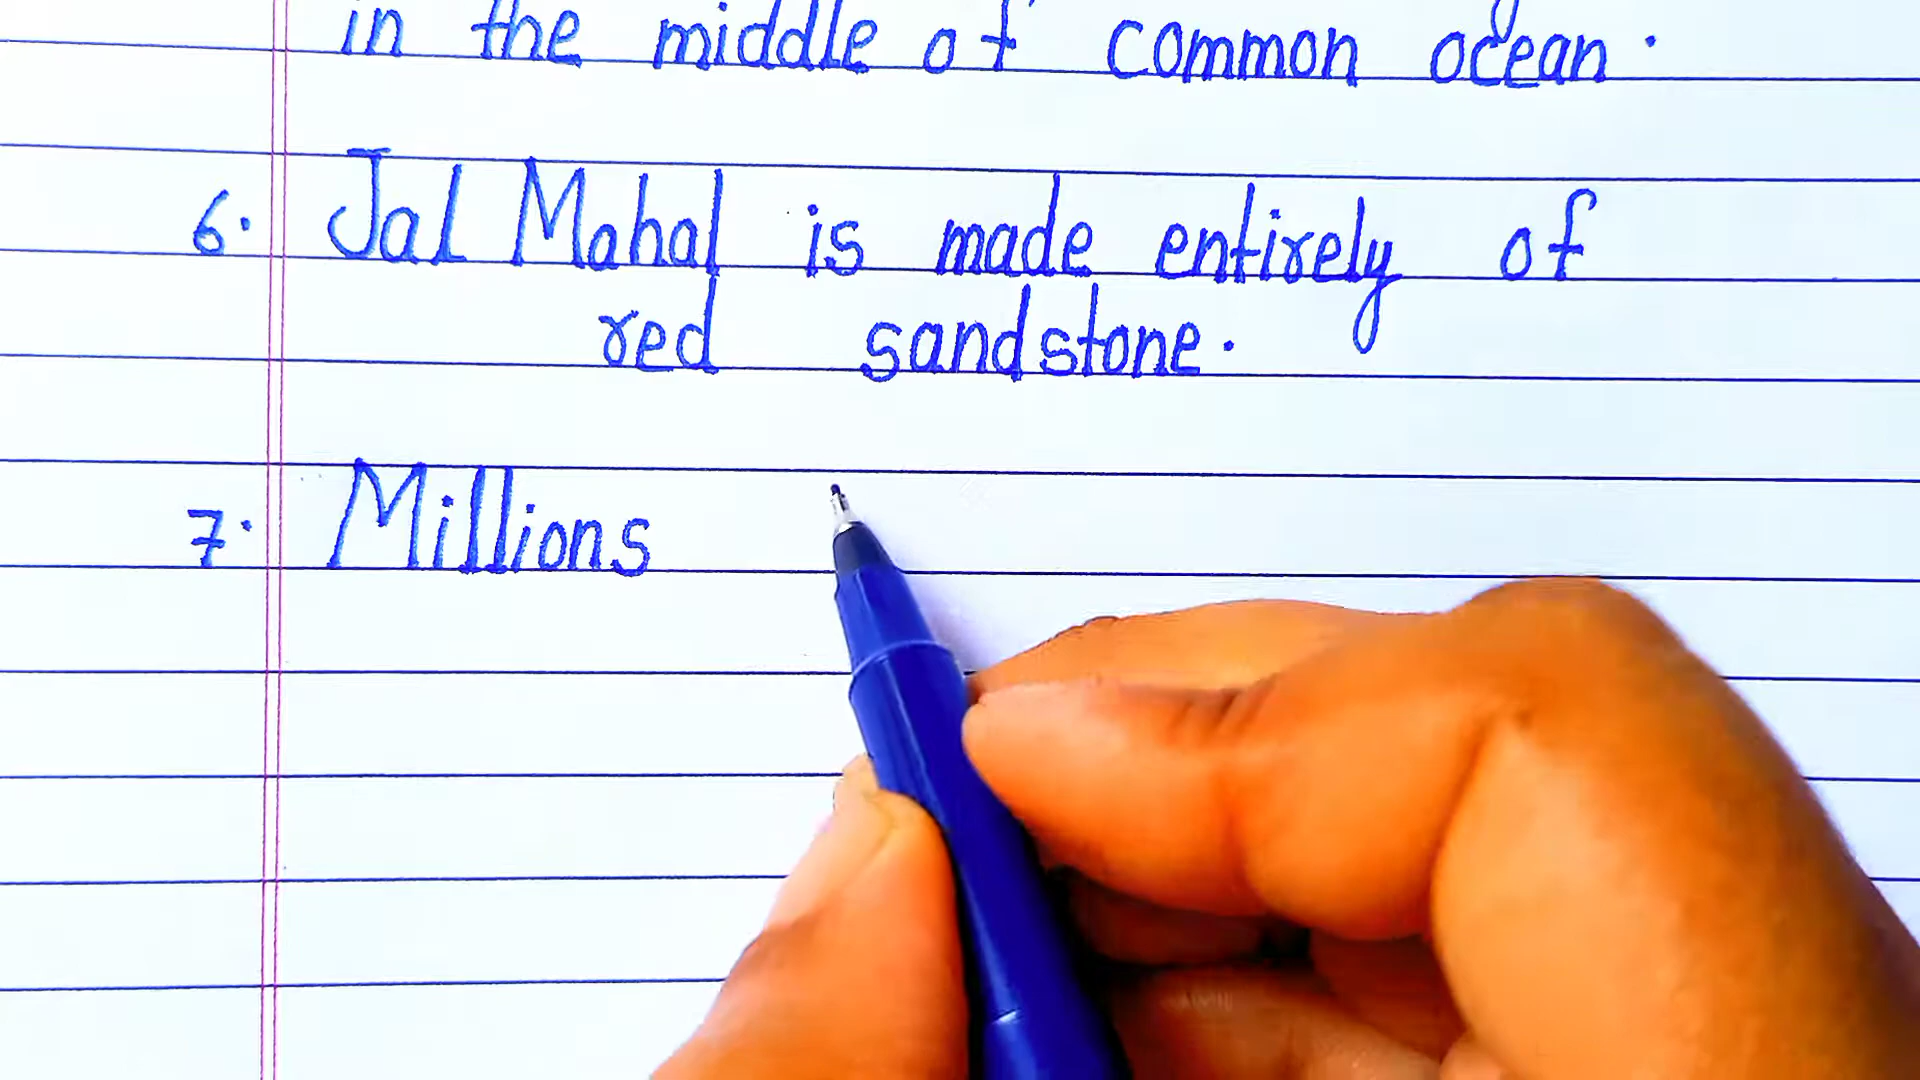 in the middle of common ocean.
6. Jal Mahal is made entirely of
red sandstone.
7. Millions